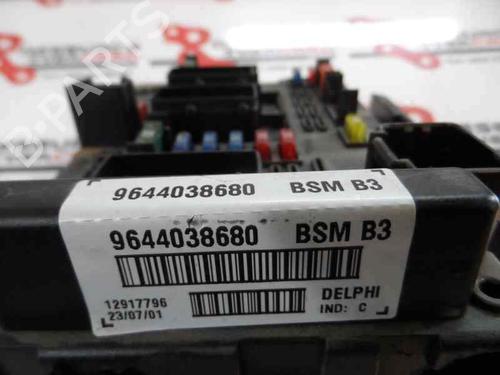 B-PARTS
9644038680 BSM B3
9644038680 BSM B3
12917796
23/07/01
DELPHI
IND: C